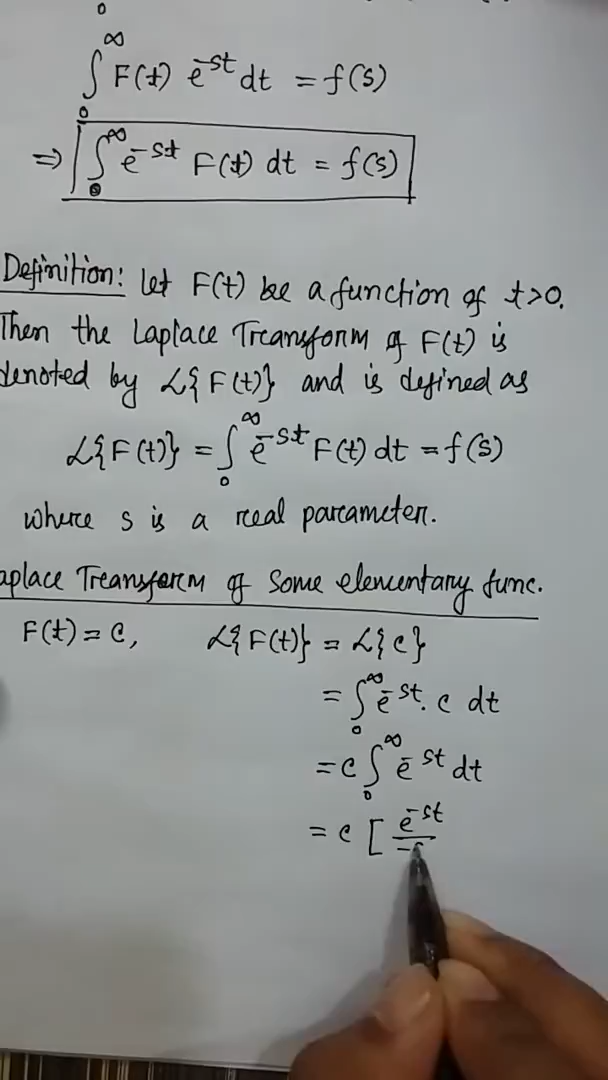 0
∫₀^∞ F(t) e^-st dt = f(s)
⇒ ∫₀^∞ e^-st F(t) dt = f(s)
Definition: Let F(t) be a function of t>0.
Then the Laplace Transform of F(t) is
denoted by L{F(t)} and is defined as
L{F(t)} = ∫₀^∞ e^-st F(t) dt = f(s)
where s is a real parameter.
aplace Transform of Some elementary func.
F(t) = c, L{F(t)} = L{c}
= ∫₀^∞ e^-st. c dt
= c ∫₀^∞ e^-st dt
= c [ e^-st / -s